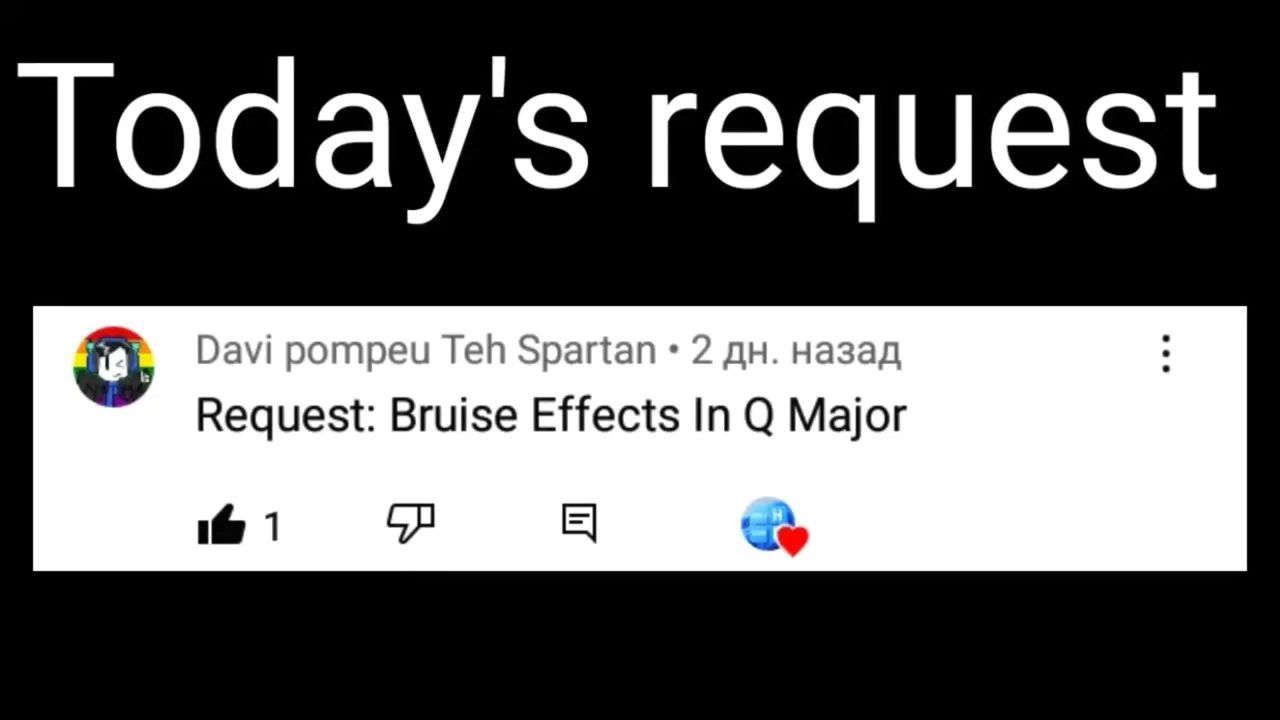 Today's request
Davi pompeu Teh Spartan • 2 дн. назад
Request: Bruise Effects In Q Major
1
H